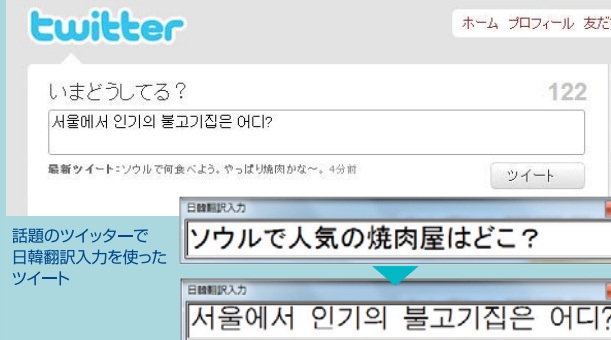 twitter
ホーム プロフィール 友だ
いまどうしてる？
122
서울에서 인기의 불고기집은 어디?
最新ツイート:ソウルで何食べよう。やっぱり焼肉かな～。4分前
ツイート
日韓翻訳入力
ソウルで人気の焼肉屋はどこ？
話題のツイッターで
日韓翻訳入力を使った
ツイート
日韓翻訳入力
서울에서 인기의 불고기집은 어디?